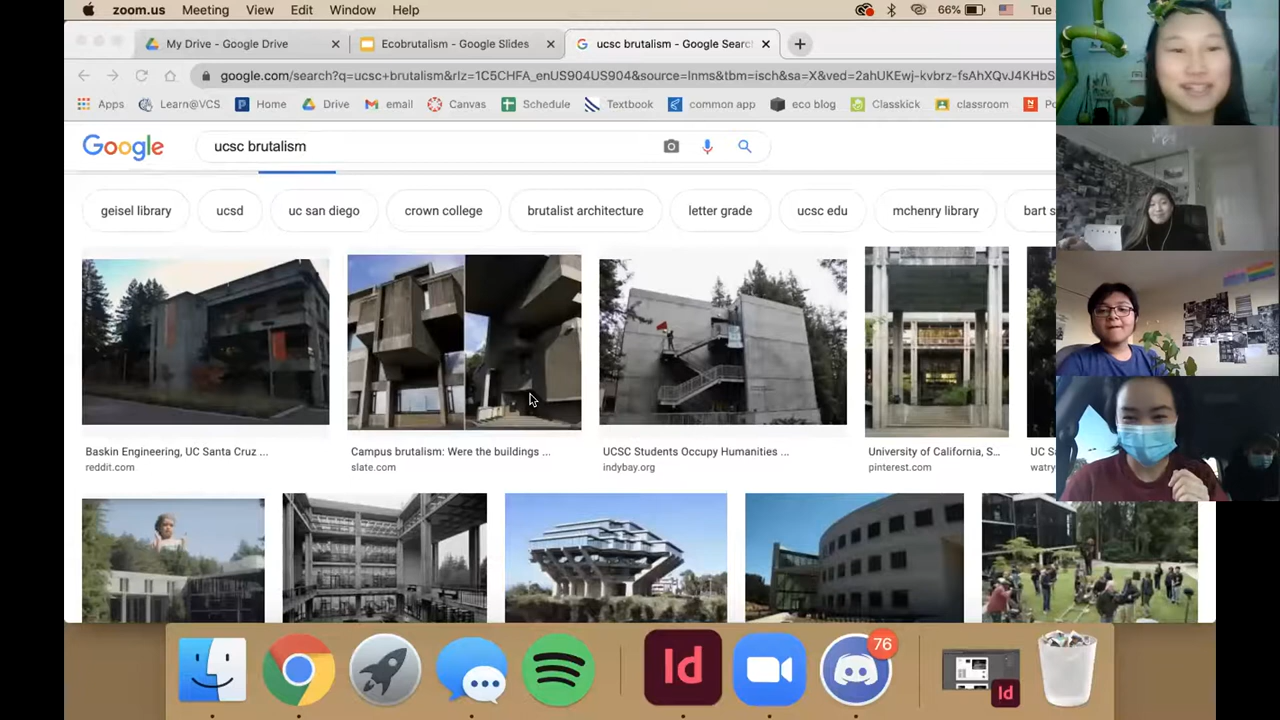 zoom.us Meeting View Edit Window Help 66% Tue
My Drive - Google Drive
Ecobrutalism - Google Slides
ucsc brutalism - Google Searc
google.com/search?q=ucsc+brutalism&rlz=1C5CHFA_enUS904US904&source=lnms&tbm=isch&sa=X&ved=2ahUKEwj-kvbrz-fsAhXQvJ4KHbS
Apps Learn@VCS Home Drive email Canvas Schedule Textbook common app eco blog Classkick classroom Po
Google
ucsc brutalism
geisel library ucsd uc san diego crown college brutalist architecture letter grade ucsc edu mchenry library bart s
Baskin Engineering, UC Santa Cruz ...
reddit.com
Campus brutalism: Were the buildings ...
slate.com
UCSC Students Occupy Humanities ...
indybay.org
University of California, S...
pinterest.com
UC Sa
watry
76
Id
Id